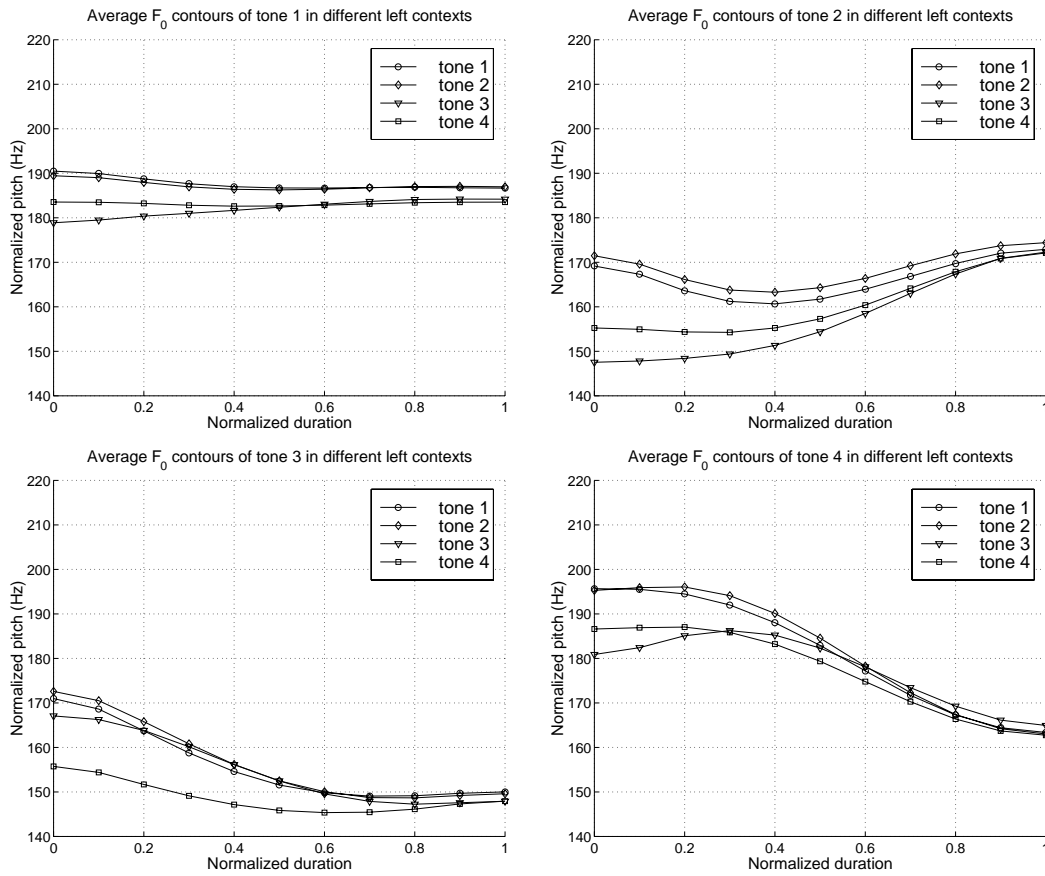 Average F0 contours of tone 1 in different left contexts
220
210
200
190
180
170
160
150
140
Normalized pitch (Hz)
tone 1
tone 2
tone 3
tone 4
0 0.2 0.4 0.6 0.8 1
Normalized duration
Average F0 contours of tone 2 in different left contexts
220
210
200
190
180
170
160
150
140
Normalized pitch (Hz)
tone 1
tone 2
tone 3
tone 4
0 0.2 0.4 0.6 0.8 1
Normalized duration
Average F0 contours of tone 3 in different left contexts
220
210
200
190
180
170
160
150
140
Normalized pitch (Hz)
tone 1
tone 2
tone 3
tone 4
0 0.2 0.4 0.6 0.8 1
Normalized duration
Average F0 contours of tone 4 in different left contexts
220
210
200
190
180
170
160
150
140
Normalized pitch (Hz)
tone 1
tone 2
tone 3
tone 4
0 0.2 0.4 0.6 0.8 1
Normalized duration